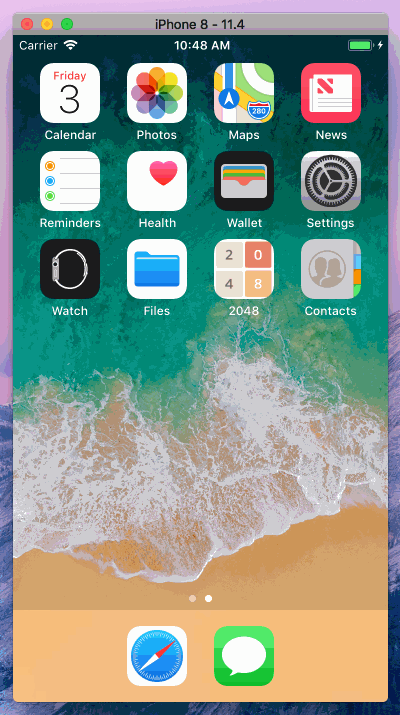 iPhone 8 - 11.4
Carrier 10:48 AM
Friday
3
280
Calendar Photos Maps News
Reminders Health Wallet Settings
2 0
4 8
Watch Files 2048 Contacts